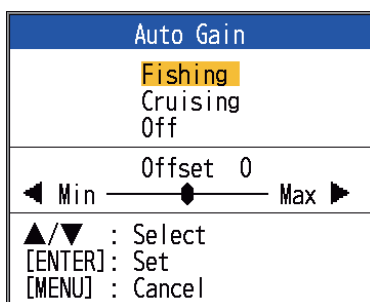 Auto Gain
Fishing
Cruising
Off
Offset 0
◀ Min Max ▶
▲/▼ : Select
[ENTER]: Set
[MENU] : Cancel